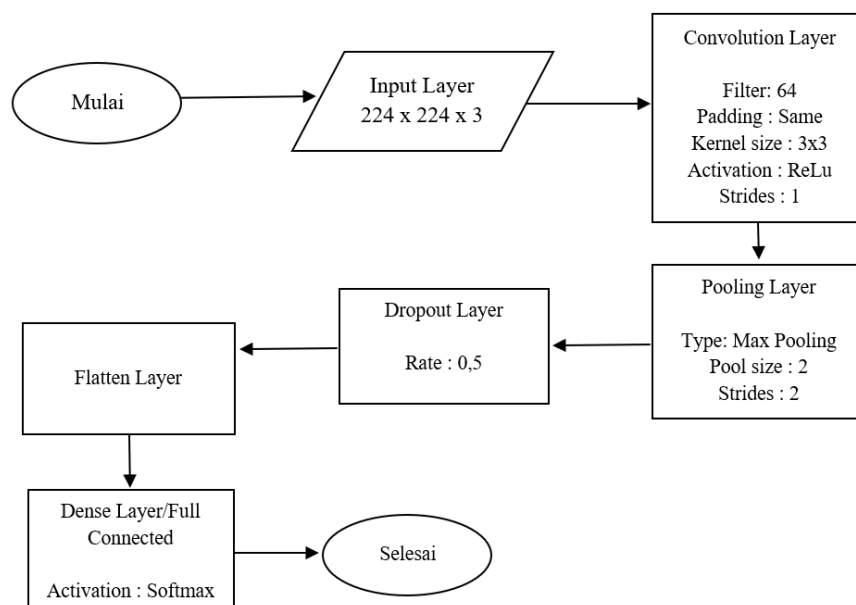 Mulai
Input Layer
224 x 224 x 3
Convolution Layer
Filter: 64
Padding : Same
Kernel size : 3x3
Activation : ReLu
Strides : 1
Pooling Layer
Type: Max Pooling
Pool size : 2
Strides : 2
Dropout Layer
Rate : 0,5
Flatten Layer
Dense Layer/Full
Connected
Activation : Softmax
Selesai